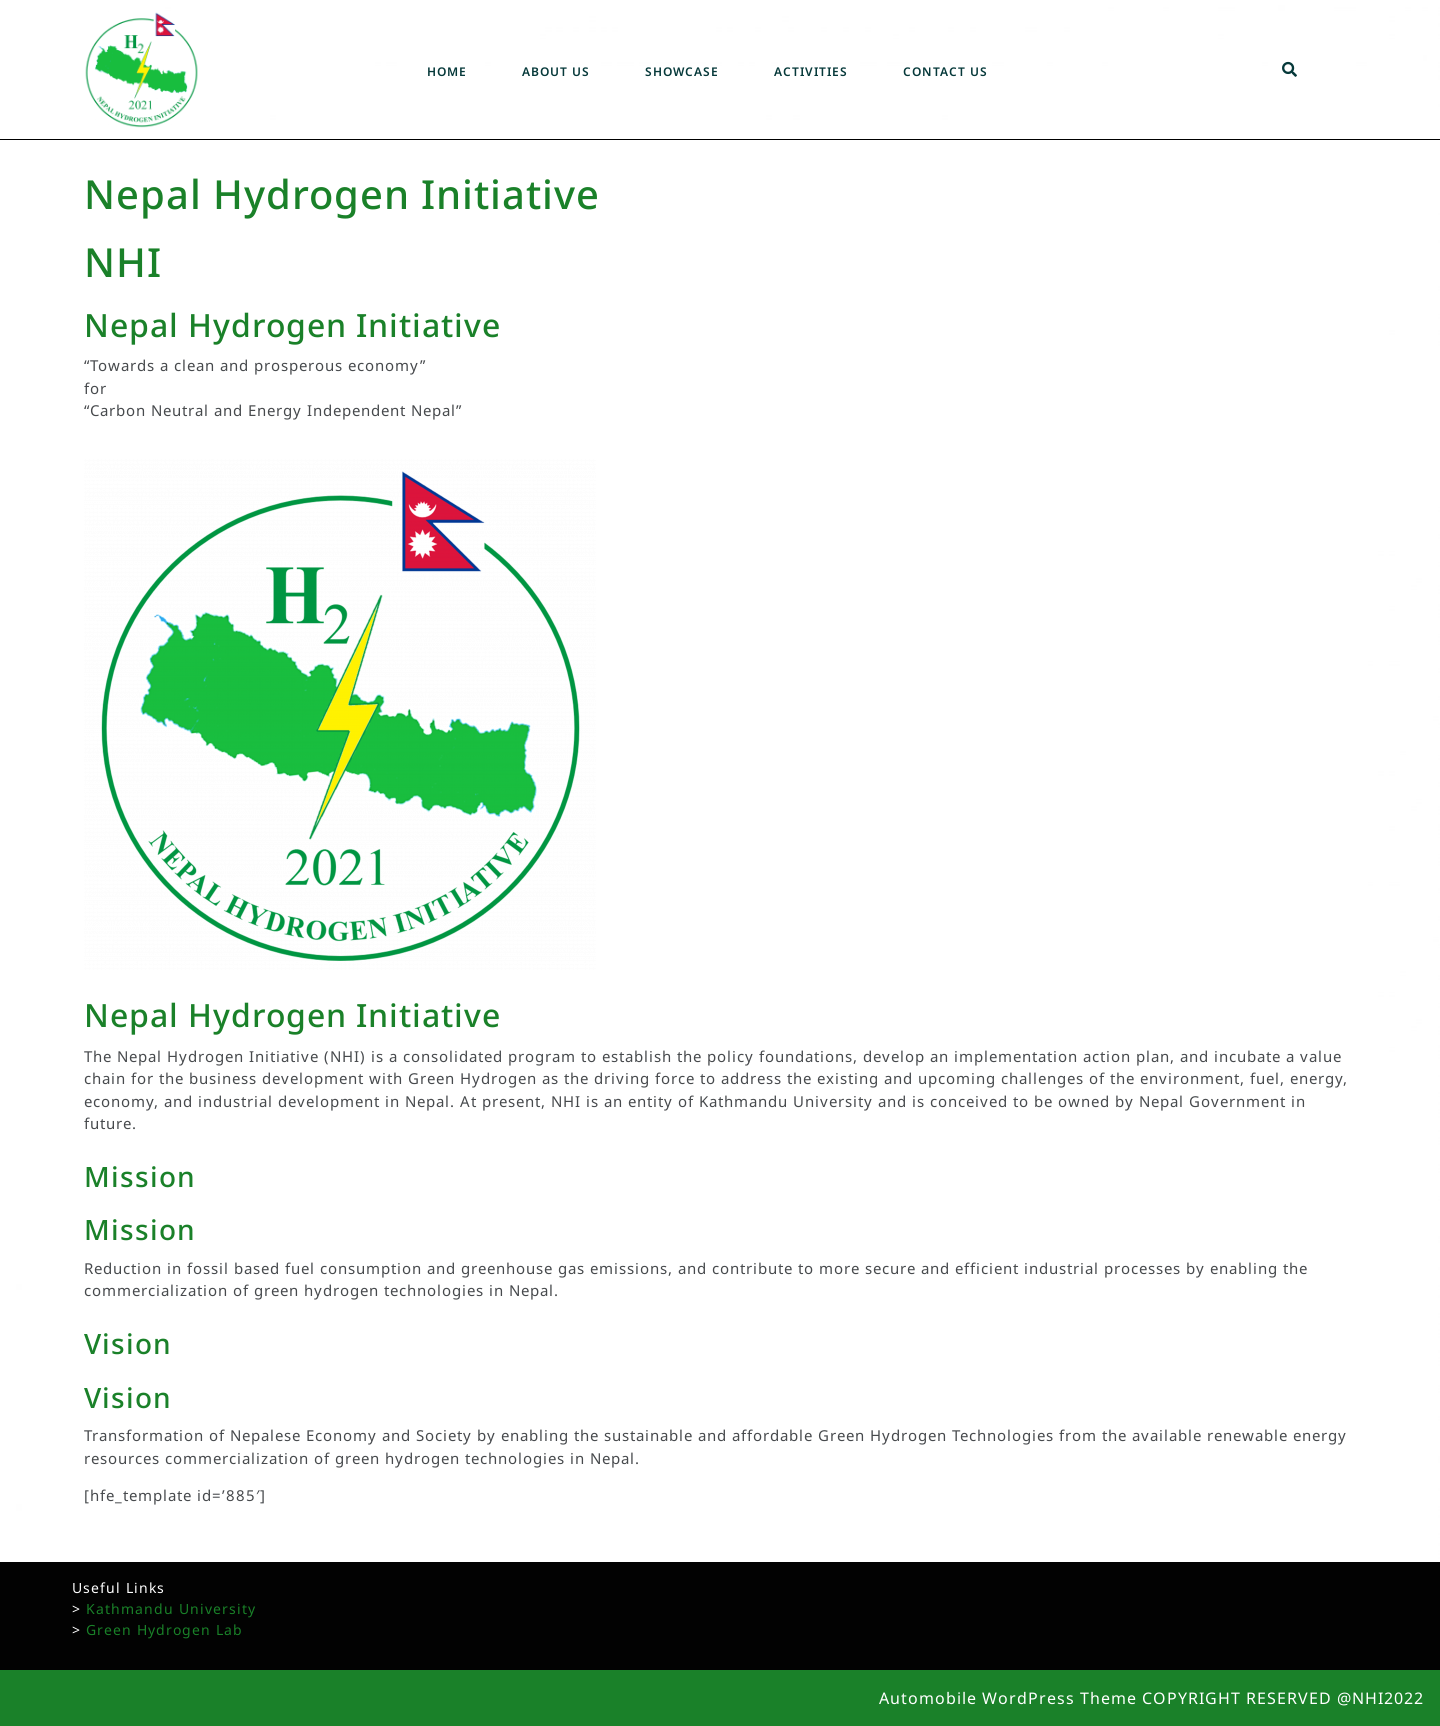 H2
2021
NEPAL HYDROGEN INITIATIVE
HOME
ABOUT US
SHOWCASE
ACTIVITIES
CONTACT US
Nepal Hydrogen Initiative
NHI
Nepal Hydrogen Initiative
“Towards a clean and prosperous economy”
for
“Carbon Neutral and Energy Independent Nepal”
H2
2021
NEPAL HYDROGEN INITIATIVE
Nepal Hydrogen Initiative
The Nepal Hydrogen Initiative (NHI) is a consolidated program to establish the policy foundations, develop an implementation action plan, and incubate a value
chain for the business development with Green Hydrogen as the driving force to address the existing and upcoming challenges of the environment, fuel, energy,
economy, and industrial development in Nepal. At present, NHI is an entity of Kathmandu University and is conceived to be owned by Nepal Government in
future.
Mission
Mission
Reduction in fossil based fuel consumption and greenhouse gas emissions, and contribute to more secure and efficient industrial processes by enabling the
commercialization of green hydrogen technologies in Nepal.
Vision
Vision
Transformation of Nepalese Economy and Society by enabling the sustainable and affordable Green Hydrogen Technologies from the available renewable energy
resources commercialization of green hydrogen technologies in Nepal.
[hfe_template id=’885′]
Useful Links
> Kathmandu University
> Green Hydrogen Lab
Automobile WordPress Theme COPYRIGHT RESERVED @NHI2022